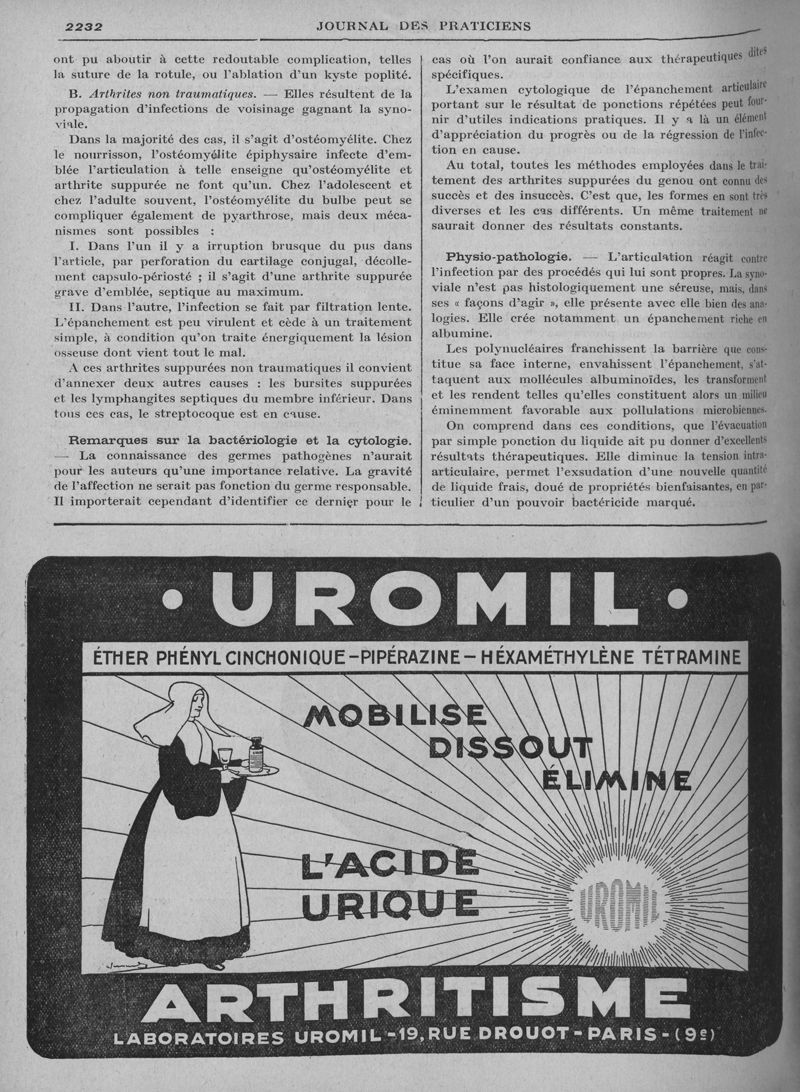 2232
JOURNAL DES PRATICIENS
ont pu aboutir à cette redoutable complication, telles
la suture de la rotule, ou l'ablation d'un kyste poplité.
B. Arthrites non traumatiques. — Elles résultent de la
propagation d'infections de voisinage gagnant la syno-
viale.
Dans la majorité des cas, il s'agit d'ostéomyélite. Chez
le nourrisson, l'ostéomyélite épiphysaire infecte d'em-
blée l'articulation à telle enseigne qu'ostéomyélite et
arthrite suppurée ne font qu'un. Chez l'adolescent et
chez l'adulte souvent, l'ostéomyélite du bulbe peut se
compliquer également de pyarthrose, mais deux méca-
nismes sont possibles :
I. Dans l'un il y a irruption brusque du pus dans
l'article, par perforation du cartilage conjugal, décolle-
ment capsulo-périosté ; il s'agit d'une arthrite suppurée
grave d'emblée, septique au maximum.
II. Dans l'autre, l'infection se fait par filtration lente.
L'épanchement est peu virulent et cède à un traitement
simple, à condition qu'on traite énergiquement la lésion
osseuse dont vient tout le mal.
A ces arthrites suppurées non traumatiques il convient
d'annexer deux autres causes : les bursites suppurées
et les lymphangites septiques du membre inférieur. Dans
tous ces cas, le streptocoque est en cause.
Remarques sur la bactériologie et la cytologie.
— La connaissance des germes pathogènes n'aurait
pour les auteurs qu'une importance relative. La gravité
de l'affection ne serait pas fonction du germe responsable.
Il importerait cependant d'identifier ce dernier pour le
cas où l'on aurait confiance aux thérapeutiques dites
spécifiques.
L'examen cytologique de l'épanchement articulaire
portant sur le résultat de ponctions répétées peut four-
nir d'utiles indications pratiques. Il y a là un élément
d'appréciation du progrès ou de la régression de l'infec-
tion en cause.
Au total, toutes les méthodes employées dans le trai-
tement des arthrites suppurées du genou ont connu des
succès et des insuccès. C'est que, les formes en sont très
diverses et les cas différents. Un même traitement ne
saurait donner des résultats constants.
Physio-pathologie. — L'articulation réagit contre
l'infection par des procédés qui lui sont propres. La syno-
viale n'est pas histologiquement une séreuse, mais, dans
ses « façons d'agir », elle présente avec elle bien des ana-
logies. Elle crée notamment un épanchement riche en
albumine.
Les polynucléaires franchissent la barrière que cons-
titue sa face interne, envahissent l'épanchement, s'at-
taquent aux mollécules albuminoïdes, les transforment
et les rendent telles qu'elles constituent alors un milieu
éminemment favorable aux pollulations microbiennes.
On comprend dans ces conditions, que l'évacuation
par simple ponction du liquide ait pu donner d'excellents
résultats thérapeutiques. Elle diminue la tension intra-
articulaire, permet l'exsudation d'une nouvelle quantité
de liquide frais, doué de propriétés bienfaisantes, en par-
ticulier d'un pouvoir bactéricide marqué.
• UROMIL •
ÉTHER PHÉNYL CINCHONIQUE – PIPÉRAZINE – HÉXAMÉTHYLÈNE TÉTRAMINE
MOBILISE
DISSOUT
ÉLIMINE
L'ACIDE
URIQUE
UROMIL
ARTHRITISME
LABORATOIRES UROMIL - 19, RUE DROUOT - PARIS - (9e)